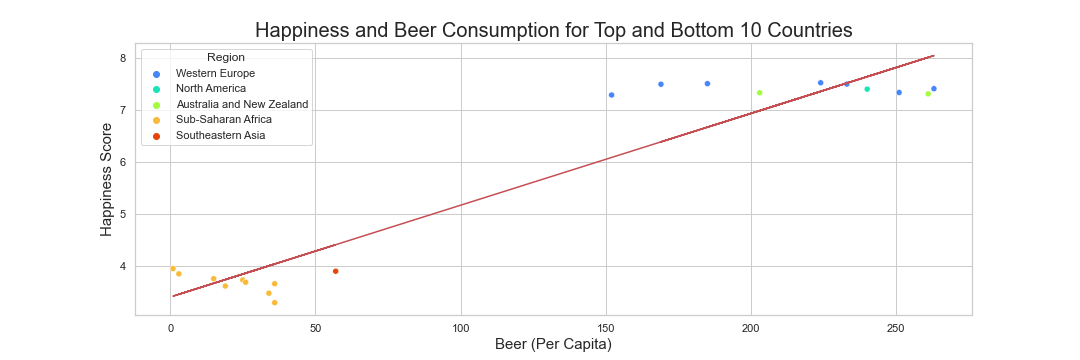 Happiness and Beer Consumption for Top and Bottom 10 Countries
Region
Western Europe
North America
Australia and New Zealand
Sub-Saharan Africa
Southeastern Asia
Happiness Score
8
7
6
5
4
0
50
100
150
200
250
Beer (Per Capita)